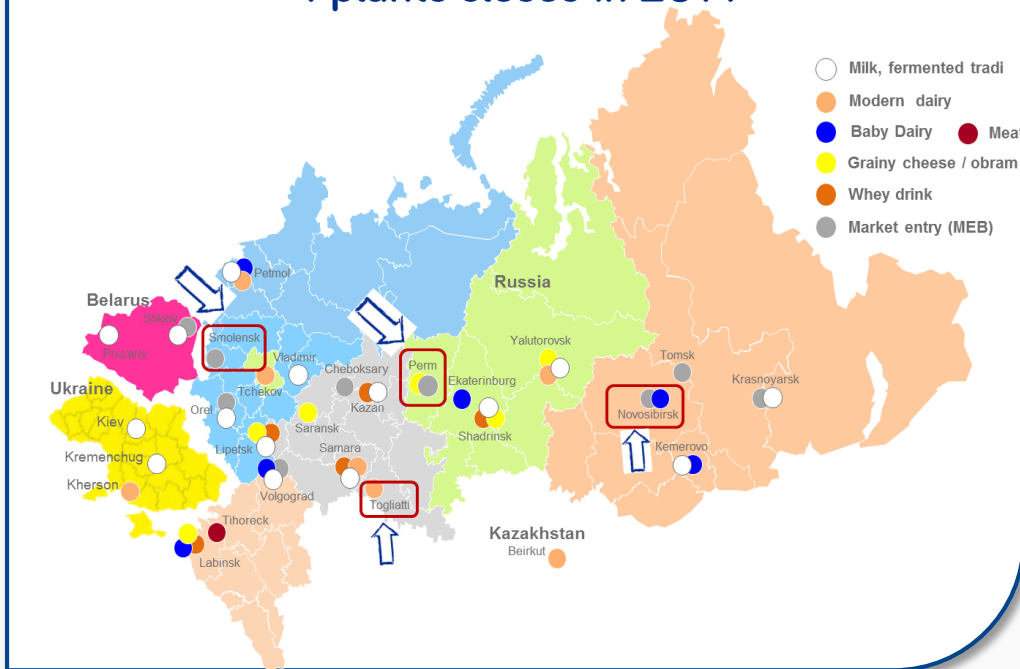 Milk, fermented tradi
Modern dairy
Baby Dairy
Meat
Grainy cheese / obram
Whey drink
Market entry (MEB)
Petmol
Russia
Belarus
Shklov
Pruzany
Smolensk
Vladimir
Tchekov
Cheboksary
Kazan
Perm
Ekaterinburg
Yalutorovsk
Tomsk
Krasnoyarsk
Novosibirsk
Ukraine
Kiev
Kremenchug
Kherson
Orel
Lipetsk
Saransk
Samara
Shadrinsk
Kemerovo
Volgograd
Togliatti
Tihoreck
Labinsk
Kazakhstan
Beirkut